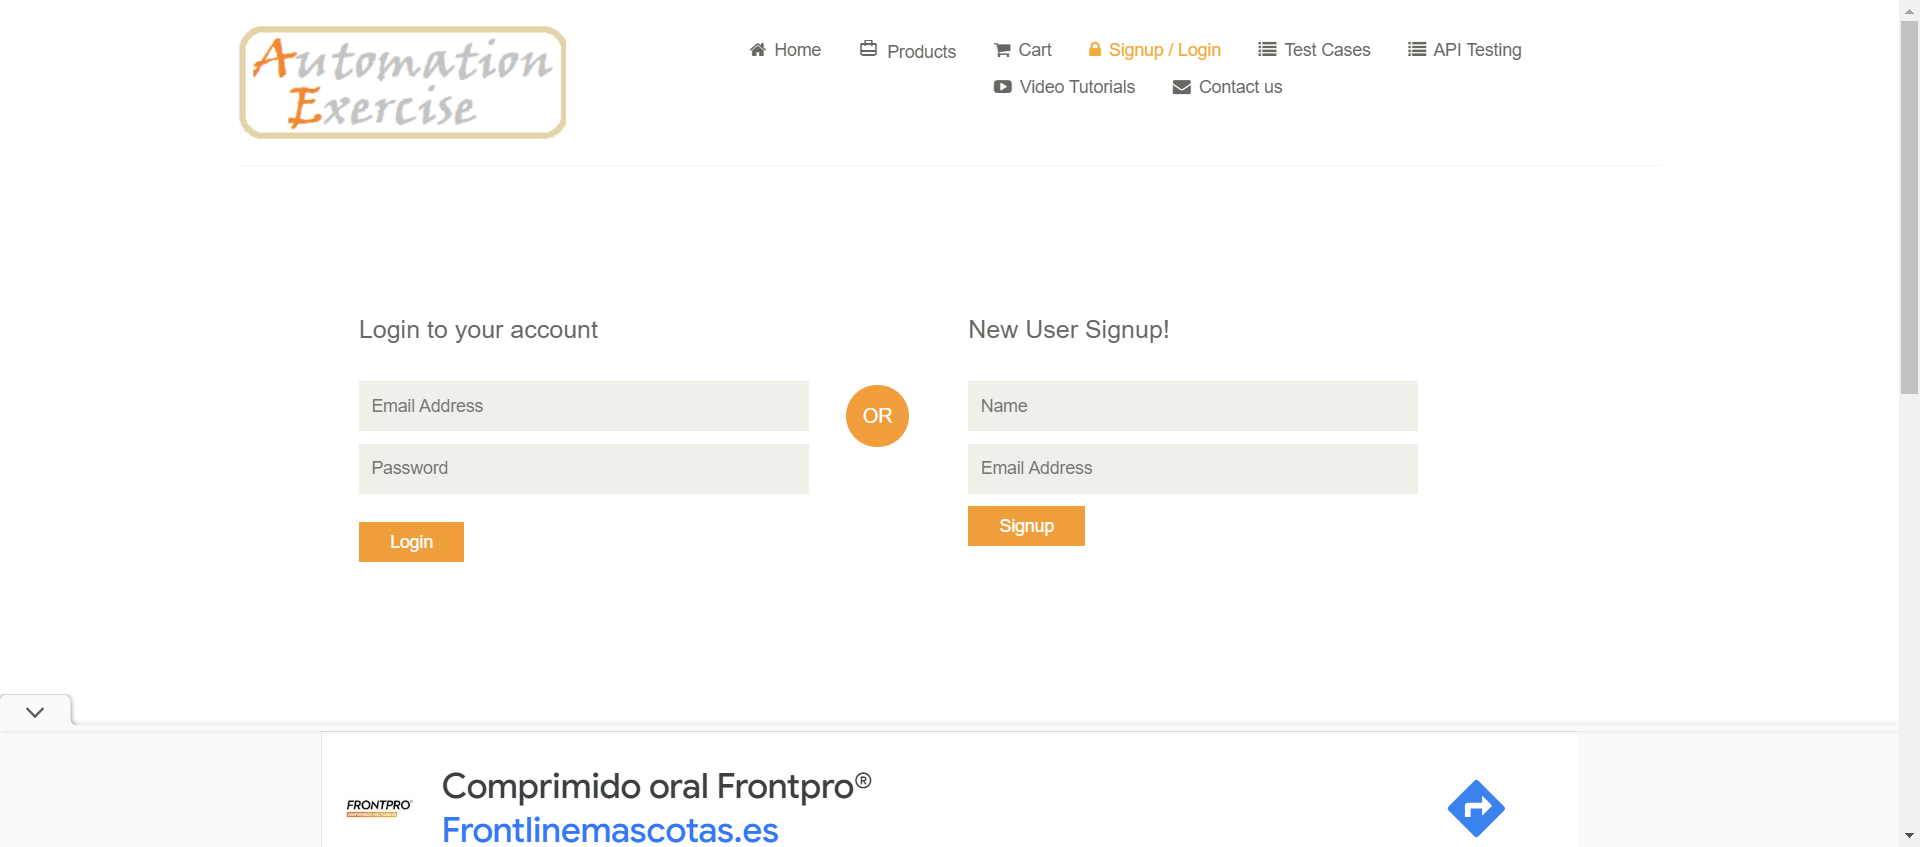 Automation
Exercise
Home
Products
Cart
Signup / Login
Test Cases
API Testing
Video Tutorials
Contact us
Login to your account
Email Address
Password
Login
OR
New User Signup!
Name
Email Address
Signup
FRONTPRO
Comprimido oral Frontpro®
Frontlinemascotas.es